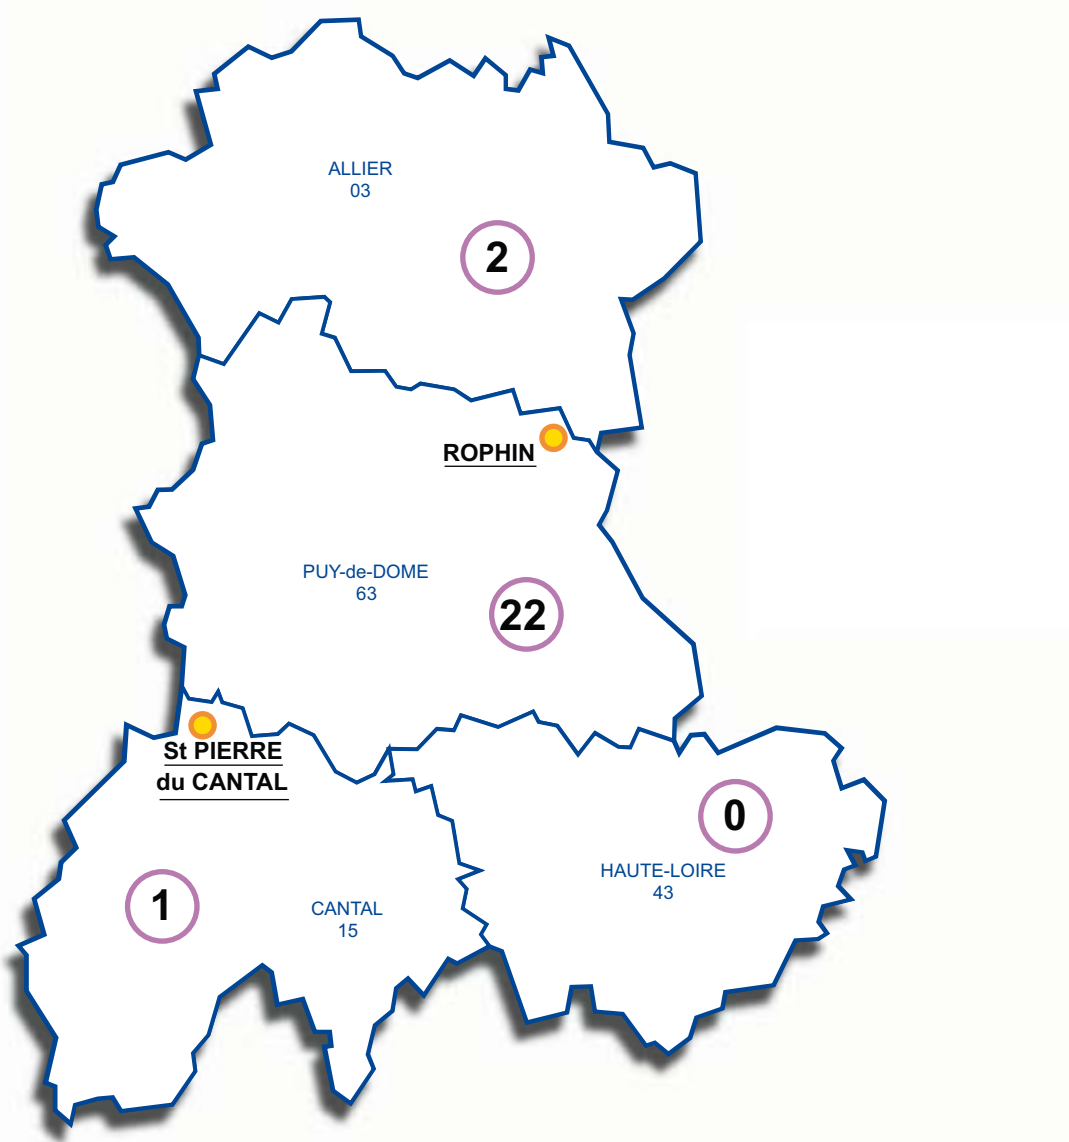 ALLIER
03
2
ROPHIN
PUY-de-DOME
63
22
St PIERRE
du CANTAL
0
HAUTE-LOIRE
43
1
CANTAL
15